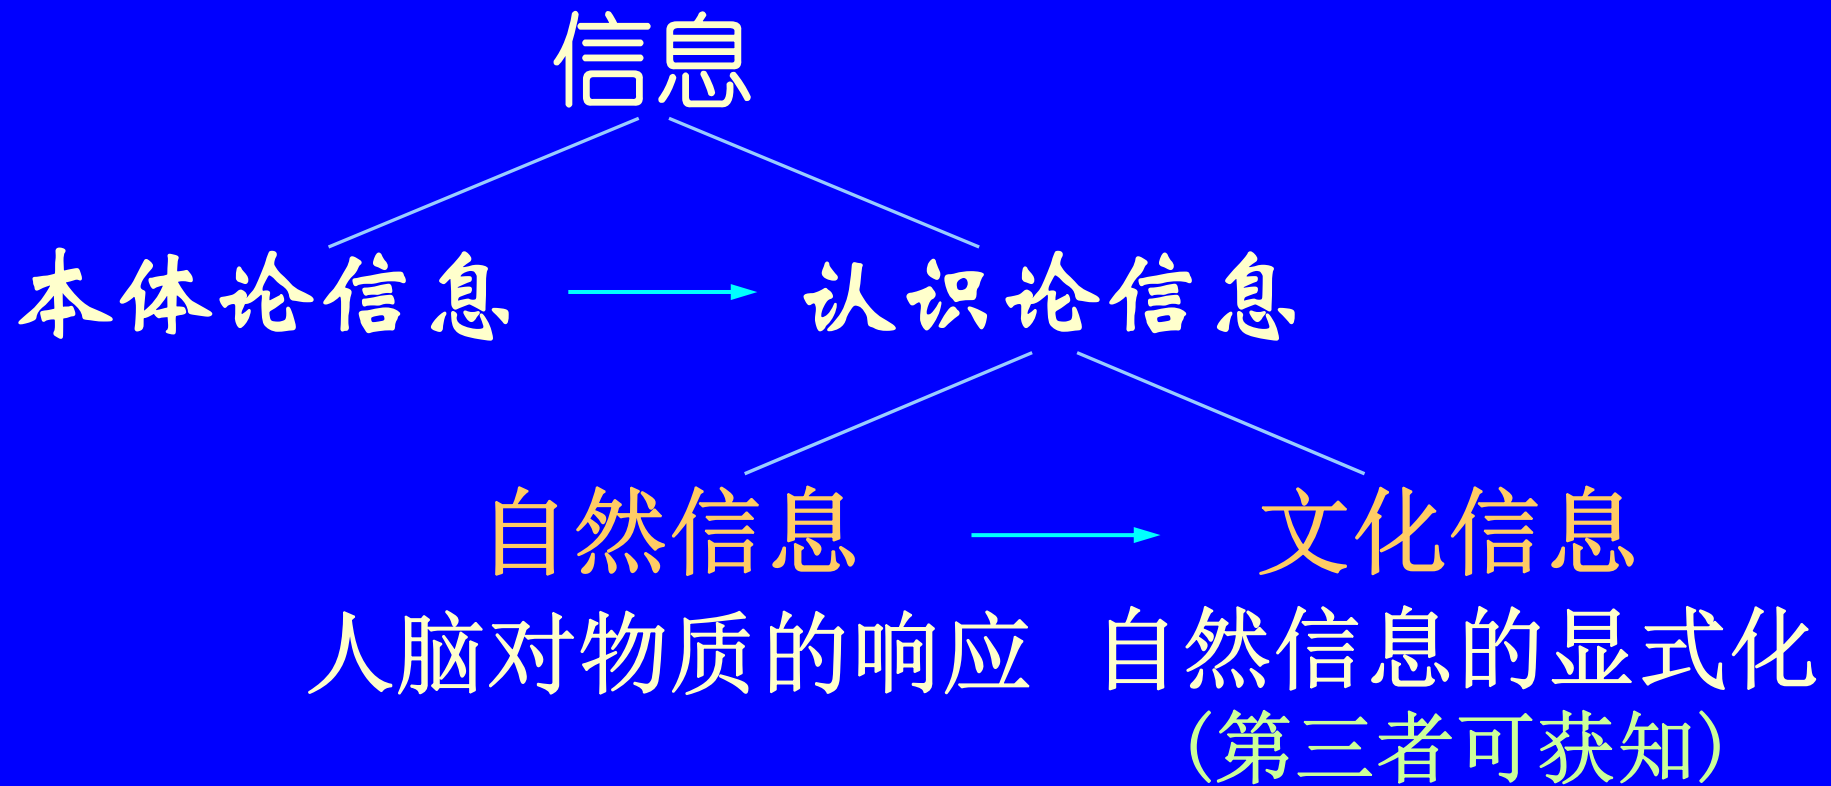 信息
本体论信息 认识论信息
自然信息 文化信息
人脑对物质的响应 自然信息的显式化
(第三者可获知)